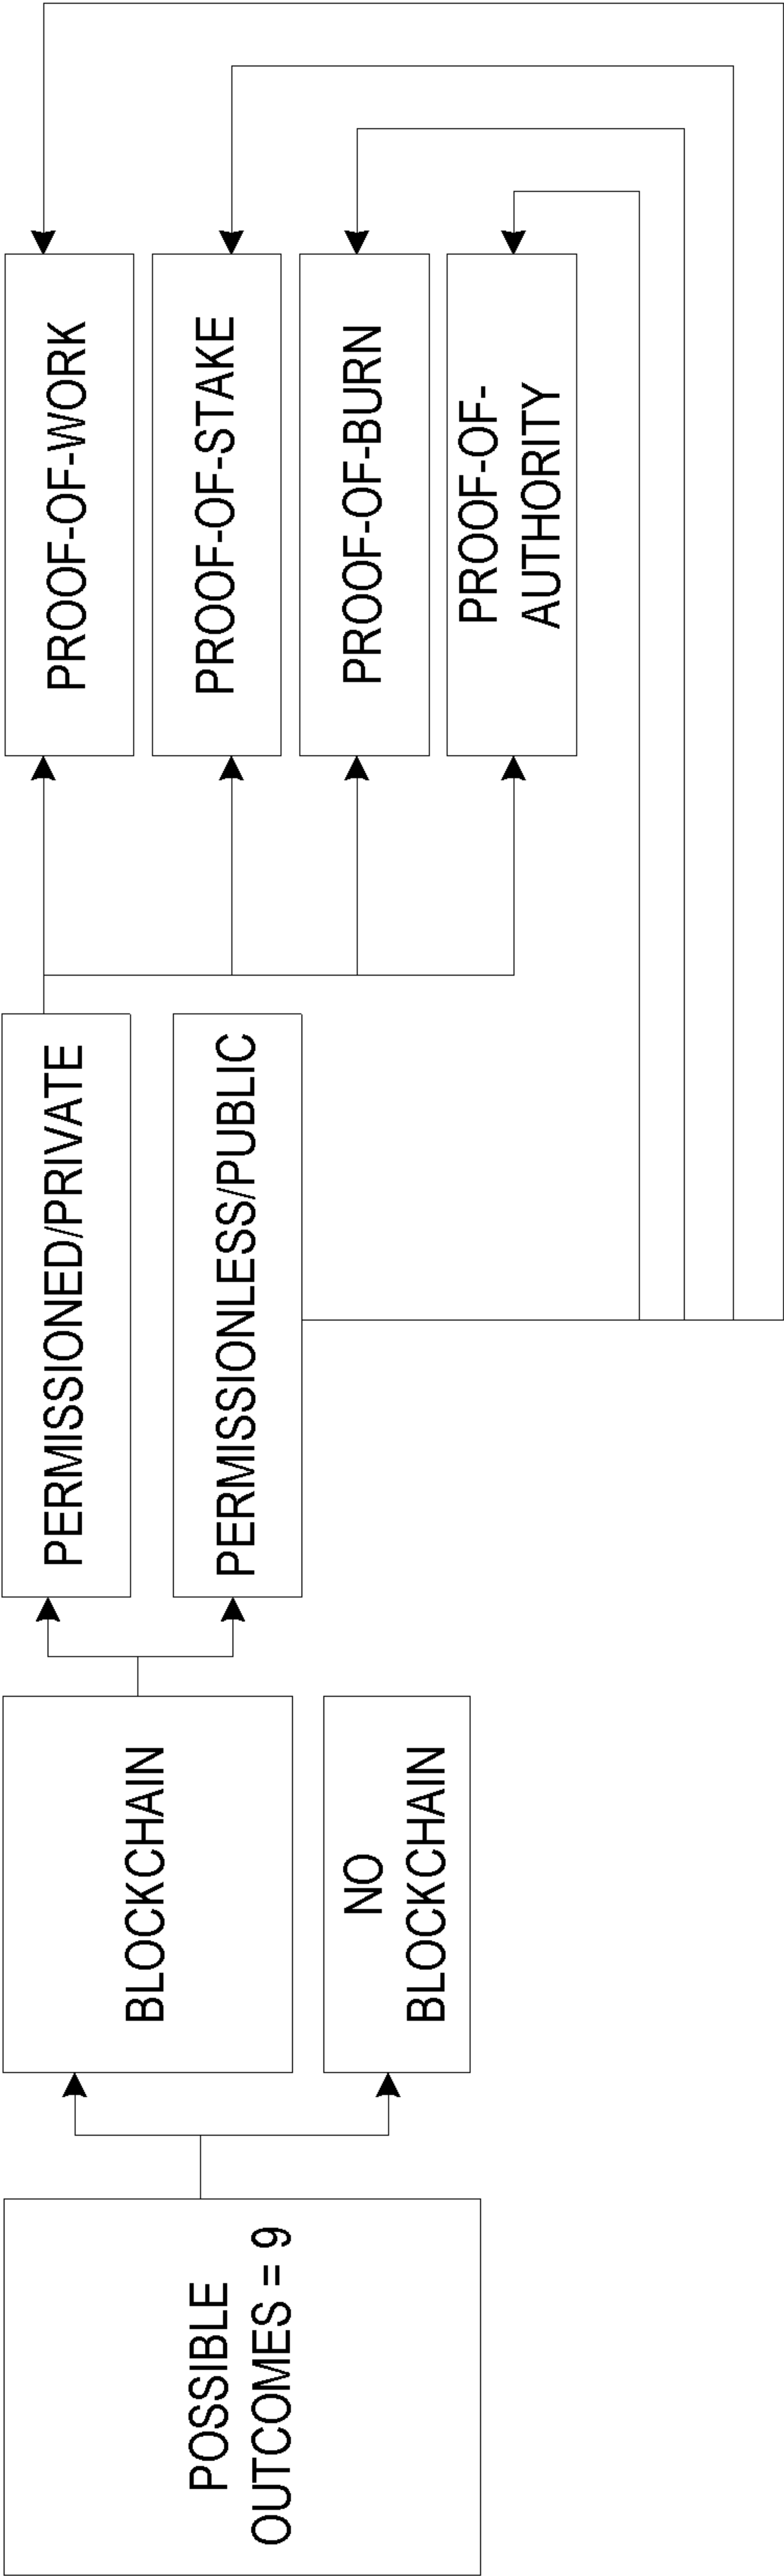 POSSIBLE
OUTCOMES = 9
BLOCKCHAIN
NO
BLOCKCHAIN
PERMISSIONED/PRIVATE
PERMISSIONLESS/PUBLIC
PROOF-OF-WORK
PROOF-OF-STAKE
PROOF-OF-BURN
PROOF-OF-
AUTHORITY